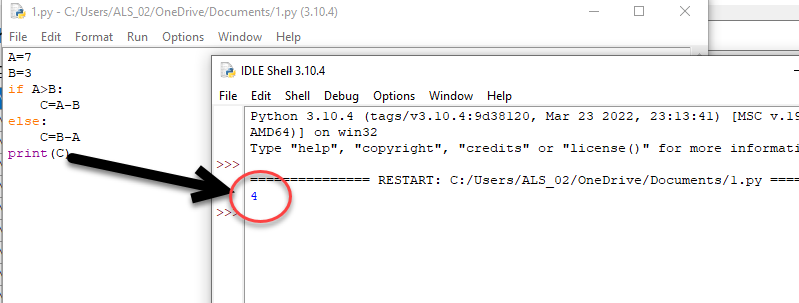 1.py - C:/Users/ALS_02/OneDrive/Documents/1.py (3.10.4)
File Edit Format Run Options Window Help
A=7
B=3
if A>B:
    C=A-B
else:
    C=B-A
print(C)
IDLE Shell 3.10.4
File Edit Shell Debug Options Window Help
Python 3.10.4 (tags/v3.10.4:9d38120, Mar 23 2022, 23:13:41) [MSC v.19
AMD64)] on win32
Type "help", "copyright", "credits" or "license()" for more informati
>>>
=============== RESTART: C:/Users/ALS_02/OneDrive/Documents/1.py ====
4
>>>